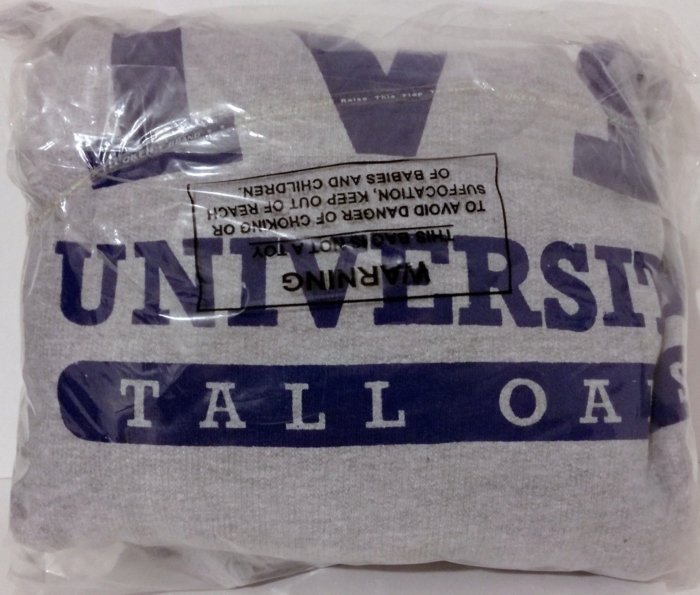 UNIVERSIT
TALL OAKS
WARNING
THIS BAG IS NOT A TOY
TO AVOID DANGER OF CHOKING OR
SUFFOCATION, KEEP OUT OF REACH
OF BABIES AND CHILDREN.